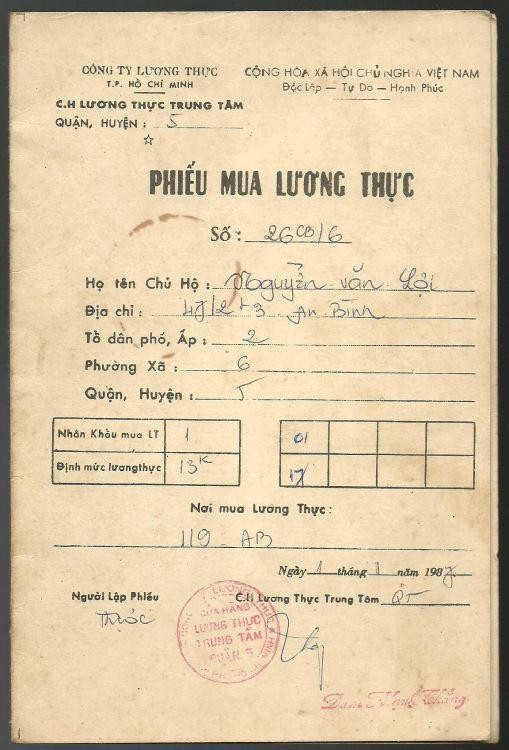 CÔNG TY LƯƠNG THỰC
T.P. HỒ CHÍ MINH
C.H LƯƠNG THỰC TRUNG TÂM
QUẬN, HUYỆN : 5
CỘNG HÒA XÃ HỘI CHỦ NGHĨA VIỆT NAM
Độc Lập — Tự Do — Hạnh Phúc
PHIẾU MUA LƯƠNG THỰC
Số : 26CB/6
Họ tên Chủ Hộ : Nguyễn Văn Lợi
Địa chỉ : An Bình
Tổ dân phố, Ấp : 2
Phường Xã : 6
Quận, Huyện : 5
Nhân Khẩu mua LT 1 01
Định mức lương thực 13K 17
Nơi mua Lương Thực :
119 - AB
Ngày 1 tháng năm 198
Người Lập Phiếu C.H Lương Thực Trung Tâm
CỬA HÀNG
LƯƠNG THỰC
TRUNG TÂM
QUẬN 5